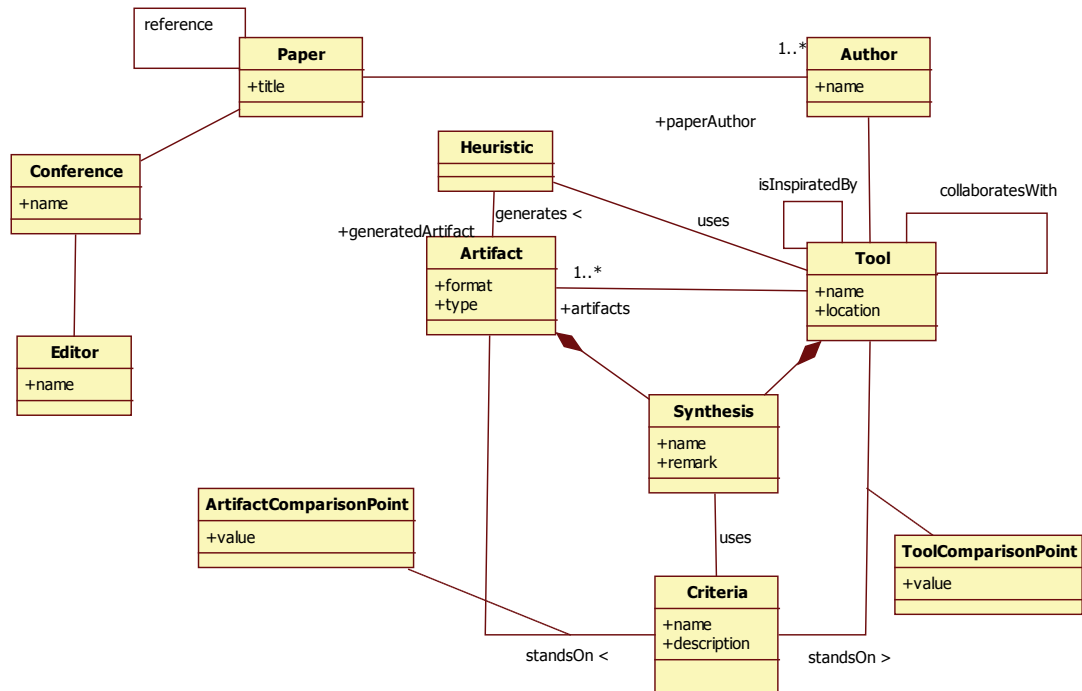 reference
Paper
+title
1..*
Author
+name
+paperAuthor
Heuristic
Conference
+name
isInspiratedBy
collaboratesWith
generates <
uses
+generatedArtifact
Artifact
+format
+type
1..*
+artifacts
Tool
+name
+location
Editor
+name
Synthesis
+name
+remark
ArtifactComparisonPoint
+value
uses
ToolComparisonPoint
+value
Criteria
+name
+description
standsOn <
standsOn >